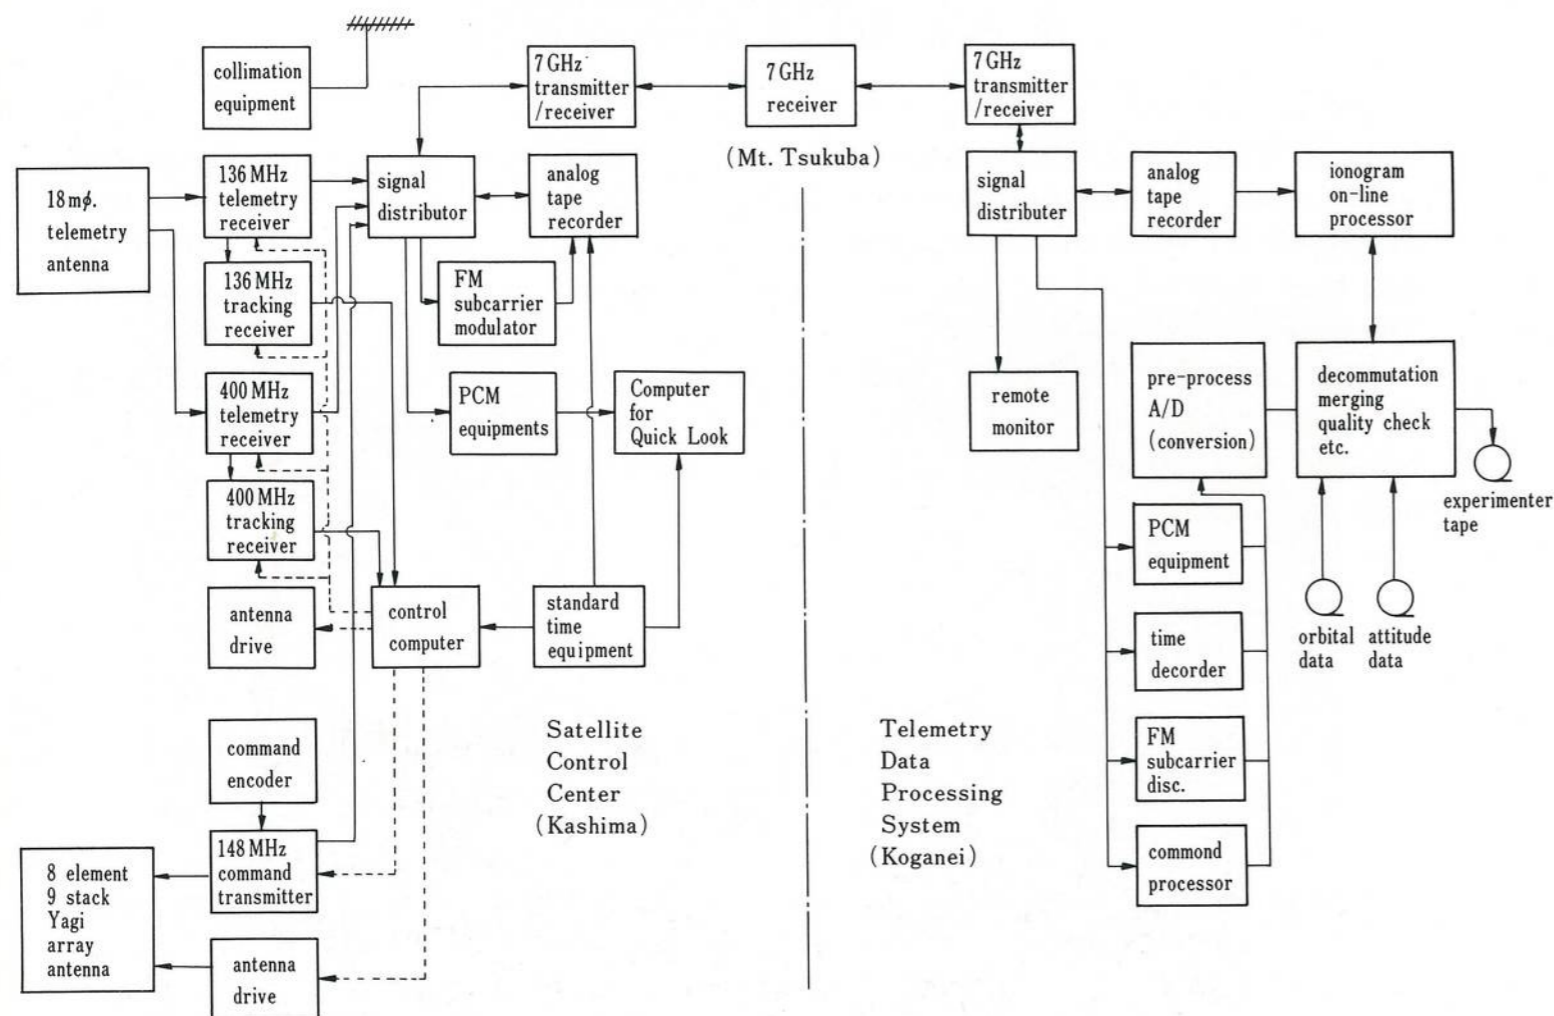 collimation
equipment
7 GHz
transmitter
/receiver
7 GHz
receiver
7 GHz
transmitter
/receiver
(Mt. Tsukuba)
18mφ.
telemetry
antenna
136 MHz
telemetry
receiver
signal
distributor
analog
tape
recorder
signal
distributer
analog
tape
recorder
ionogram
on-line
processor
136 MHz
tracking
receiver
FM
subcarrier
modulator
400 MHz
telemetry
receiver
PCM
equipments
Computer
for
Quick Look
remote
monitor
pre-process
A/D
(conversion)
decommutation
merging
quality check
etc.
experimenter
tape
400 MHz
tracking
receiver
PCM
equipment
antenna
drive
control
computer
standard
time
equipment
time
decorder
orbital
data
attitude
data
command
encoder
Satellite
Control
Center
(Kashima)
Telemetry
Data
Processing
System
(Koganei)
FM
subcarrier
disc.
8 element
9 stack
Yagi
array
antenna
148 MHz
command
transmitter
commond
processor
antenna
drive